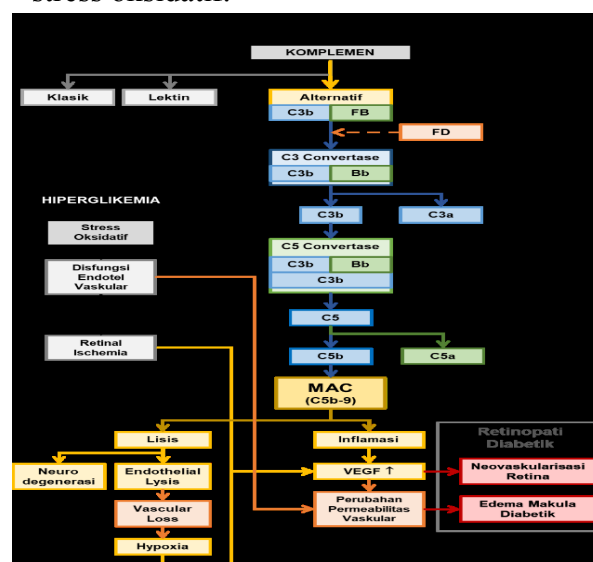 stress oksidatif.
KOMPLEMEN
Klasik
Lektin
Alternatif
C3b
FB
FD
C3 Convertase
C3b
Bb
HIPERGLIKEMIA
C3b
C3a
Stress
Oksidatif
C5 Convertase
C3b
Bb
C3b
Disfungsi
Endotel
Vaskular
C5
Retinal
Ischemia
C5b
C5a
MAC
(C5b-9)
Lisis
Inflamasi
Retinopati
Diabetik
Neuro
degenerasi
Endothelial
Lysis
VEGF ↑
Neovaskularisasi
Retina
Vascular
Loss
Perubahan
Permeabilitas
Vaskular
Edema Makula
Diabetik
Hypoxia